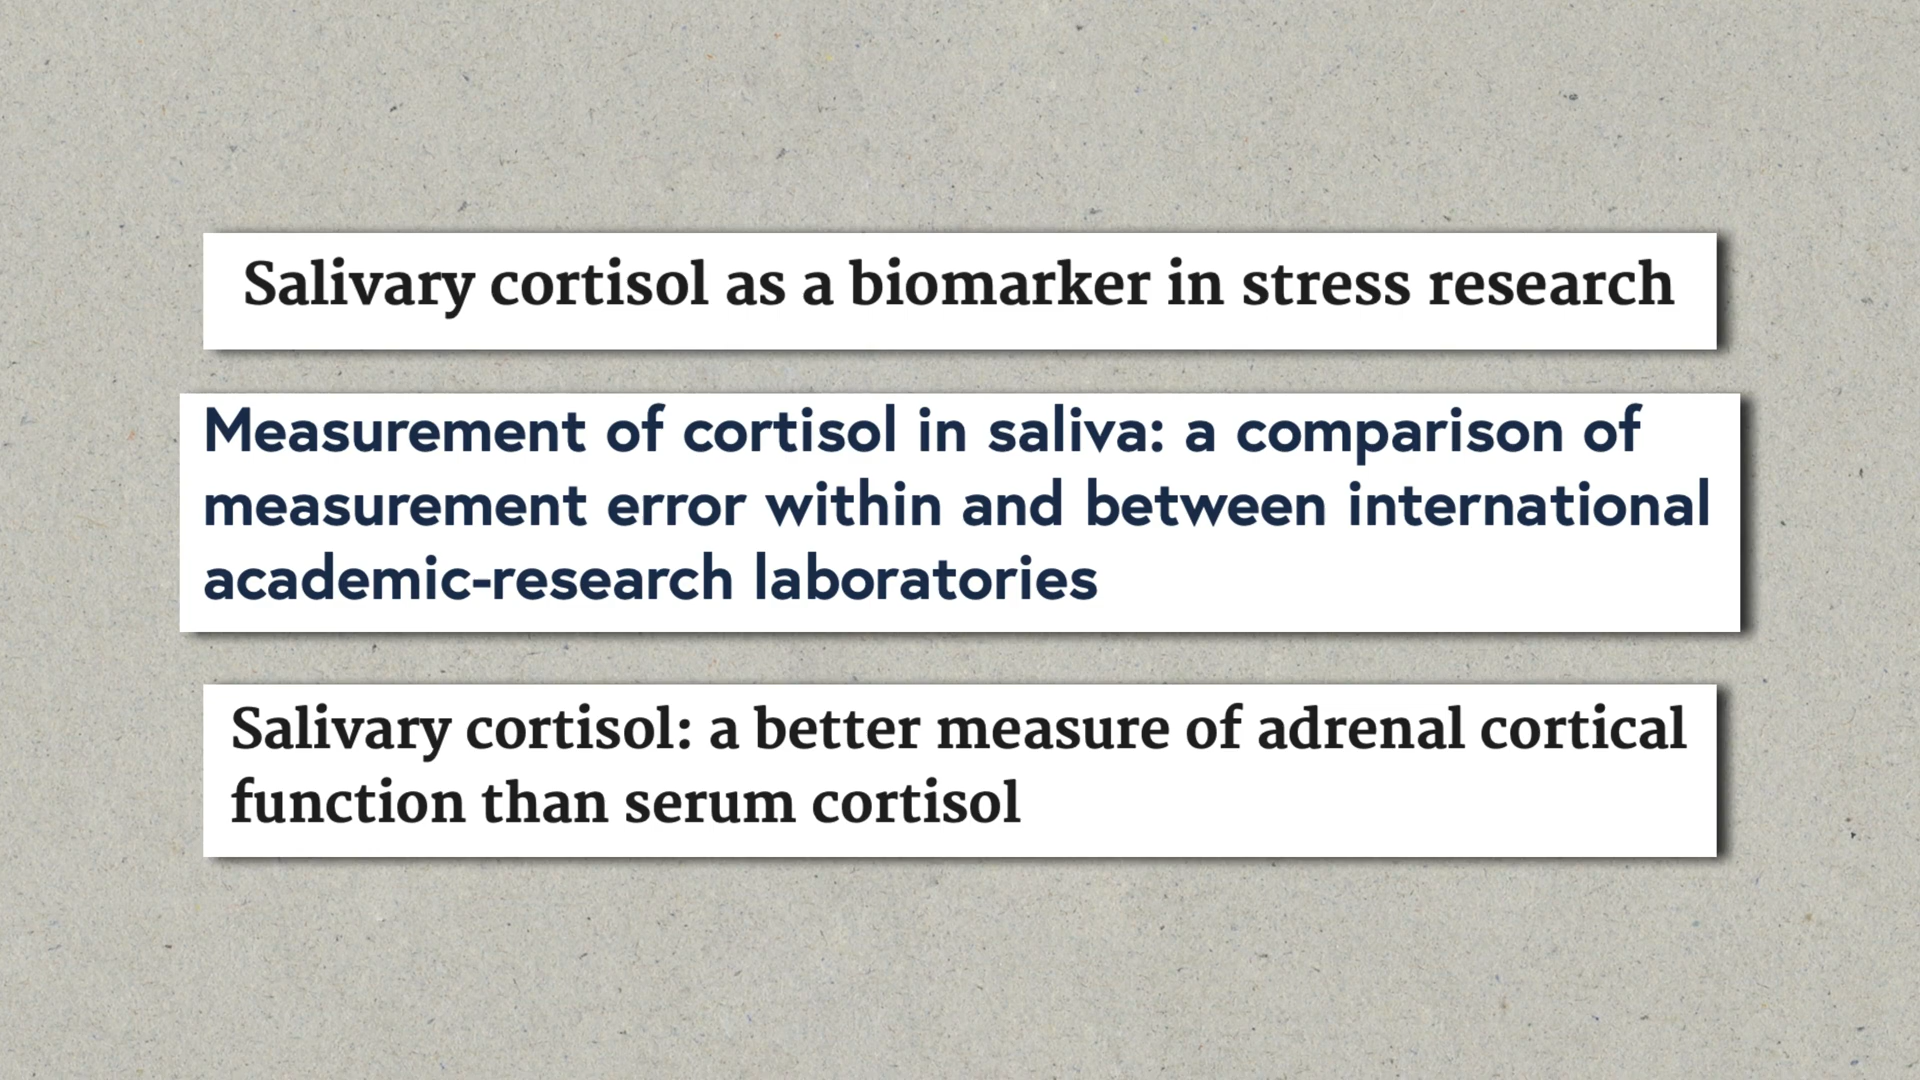 Salivary cortisol as a biomarker in stress research
Measurement of cortisol in saliva: a comparison of
measurement error within and between international
academic-research laboratories
Salivary cortisol: a better measure of adrenal cortical
function than serum cortisol